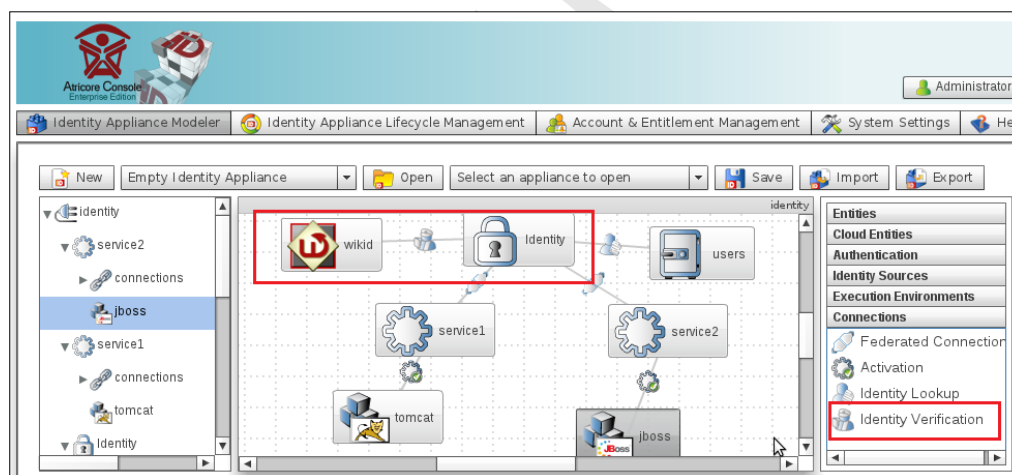 Atricore Console
Enterprise Edition
Administrator
Identity Appliance Modeler
Identity Appliance Lifecycle Management
Account & Entitlement Management
System Settings
He
New
Empty Identity Appliance
Open
Select an appliance to open
Save
Import
Export
identity
service2
connections
jboss
service1
connections
tomcat
Identity
identity
wikid
Identity
users
service1
service2
tomcat
jboss
JBoss
Entities
Cloud Entities
Authentication
Identity Sources
Execution Environments
Connections
Federated Connection
Activation
Identity Lookup
Identity Verification